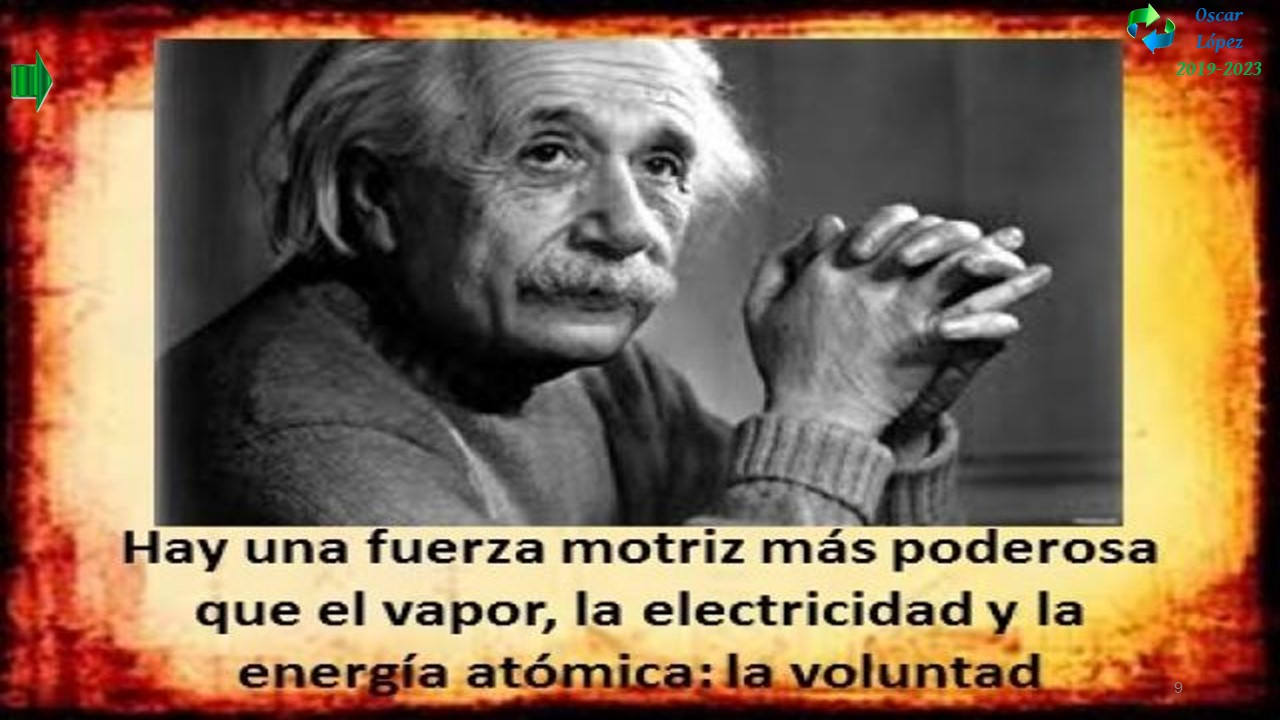 Oscar
López
2019-2023
Hay una fuerza motriz más poderosa
que el vapor, la electricidad y la
energía atómica: la voluntad
9